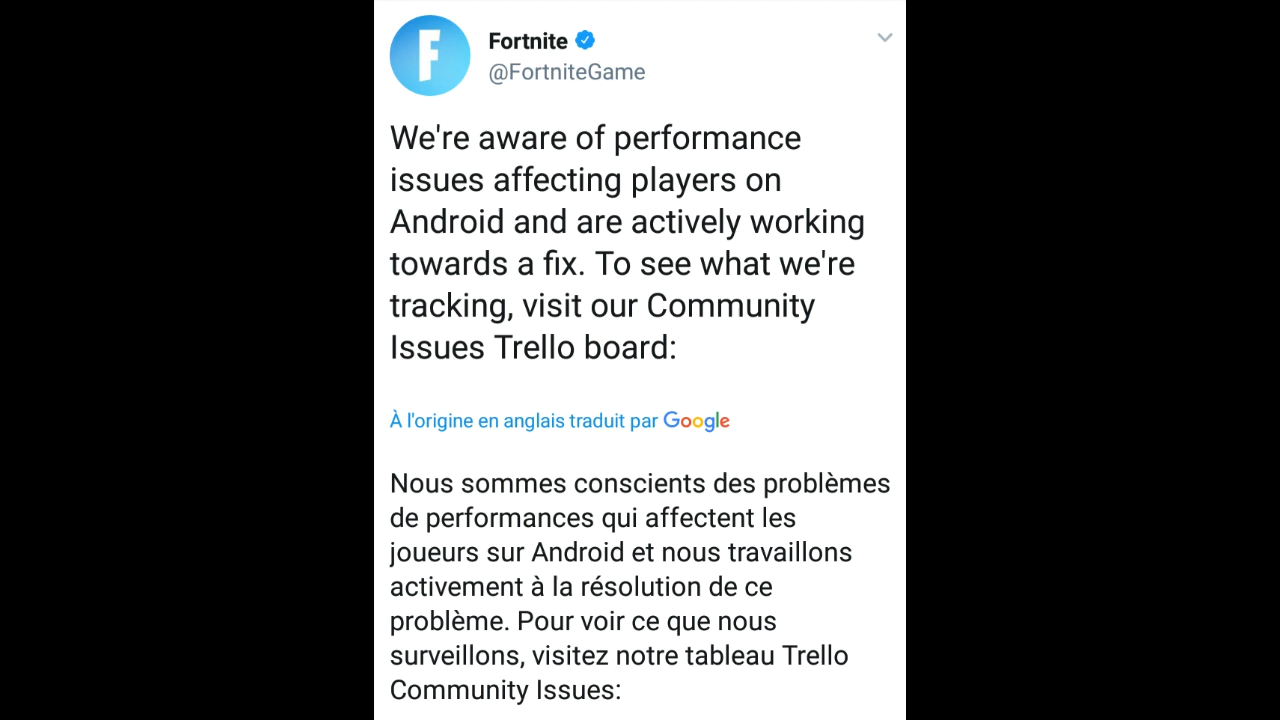 Fortnite
@FortniteGame
We're aware of performance
issues affecting players on
Android and are actively working
towards a fix. To see what we're
tracking, visit our Community
Issues Trello board:
À l'origine en anglais traduit par Google
Nous sommes conscients des problèmes
de performances qui affectent les
joueurs sur Android et nous travaillons
activement à la résolution de ce
problème. Pour voir ce que nous
surveillons, visitez notre tableau Trello
Community Issues: